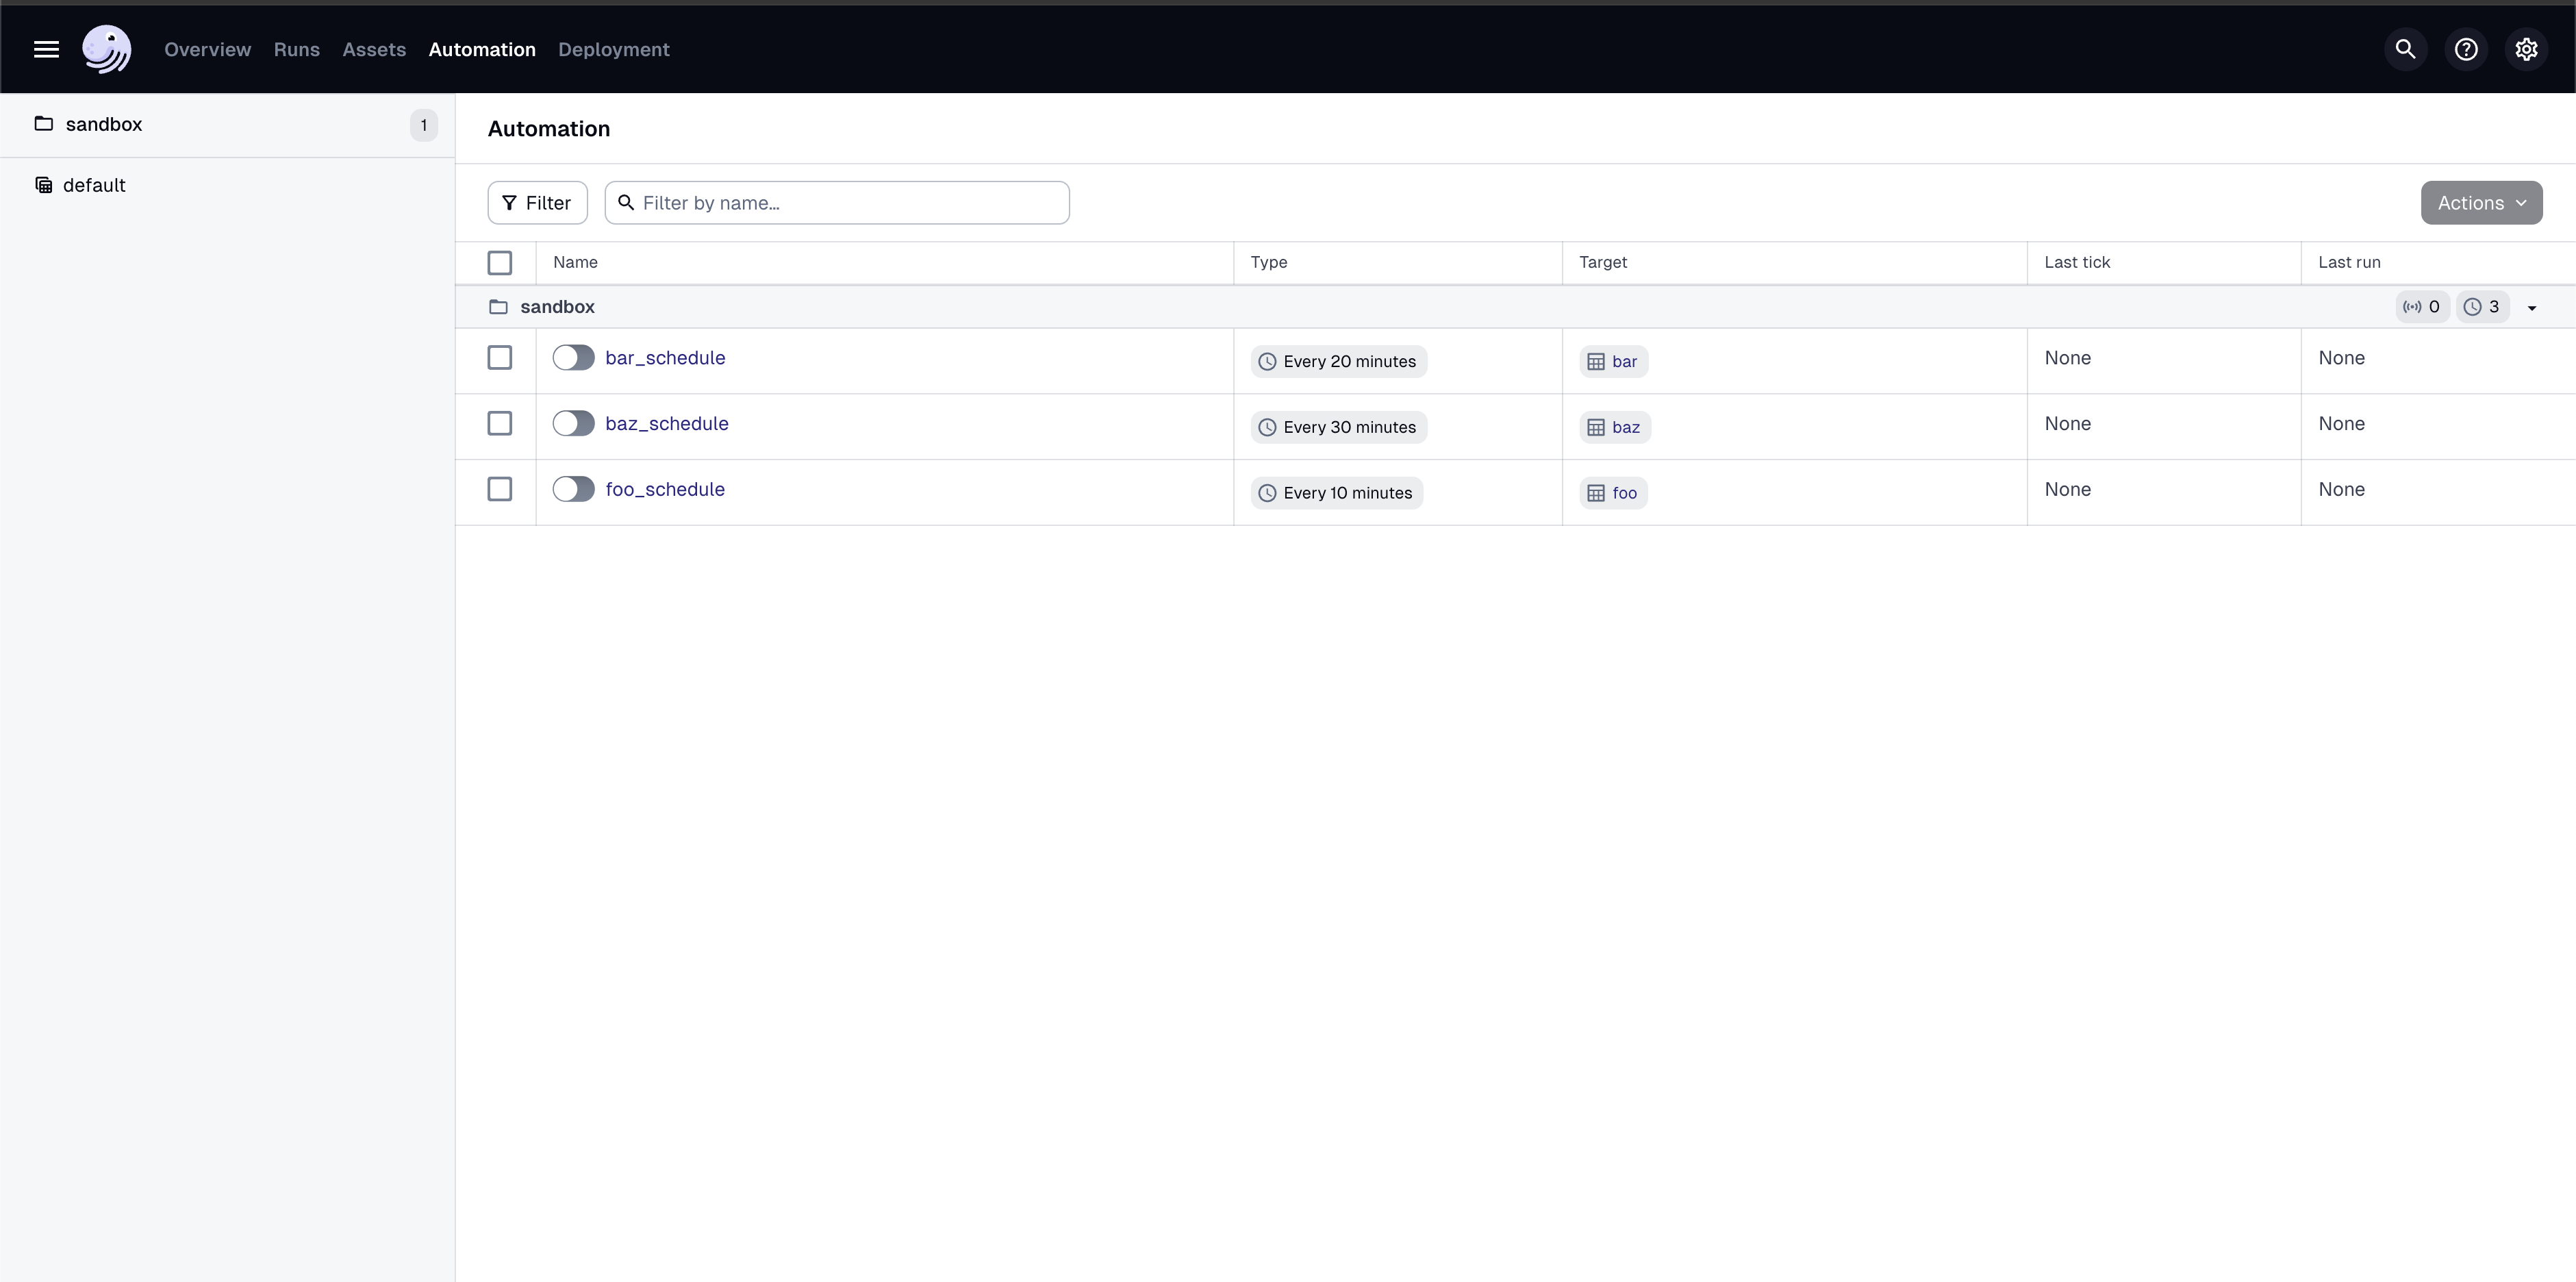 Overview Runs Assets Automation Deployment
sandbox 1
default
Automation
Filter Filter by name... Actions
Name Type Target Last tick Last run
sandbox 0 3
bar_schedule Every 20 minutes bar None None
baz_schedule Every 30 minutes baz None None
foo_schedule Every 10 minutes foo None None